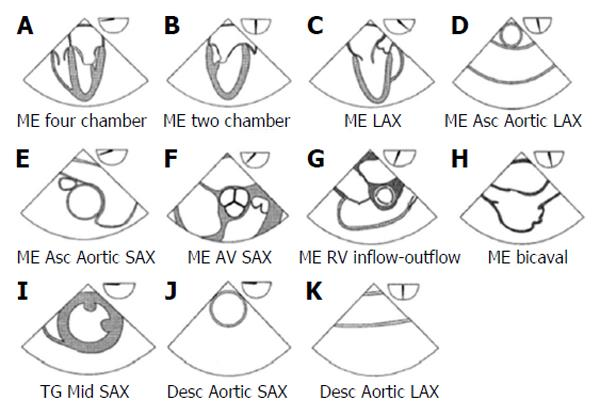 A B C D
ME four chamber ME two chamber ME LAX ME Asc Aortic LAX
E F G H
ME Asc Aortic SAX ME AV SAX ME RV inflow-outflow ME bicaval
I J K
TG Mid SAX Desc Aortic SAX Desc Aortic LAX